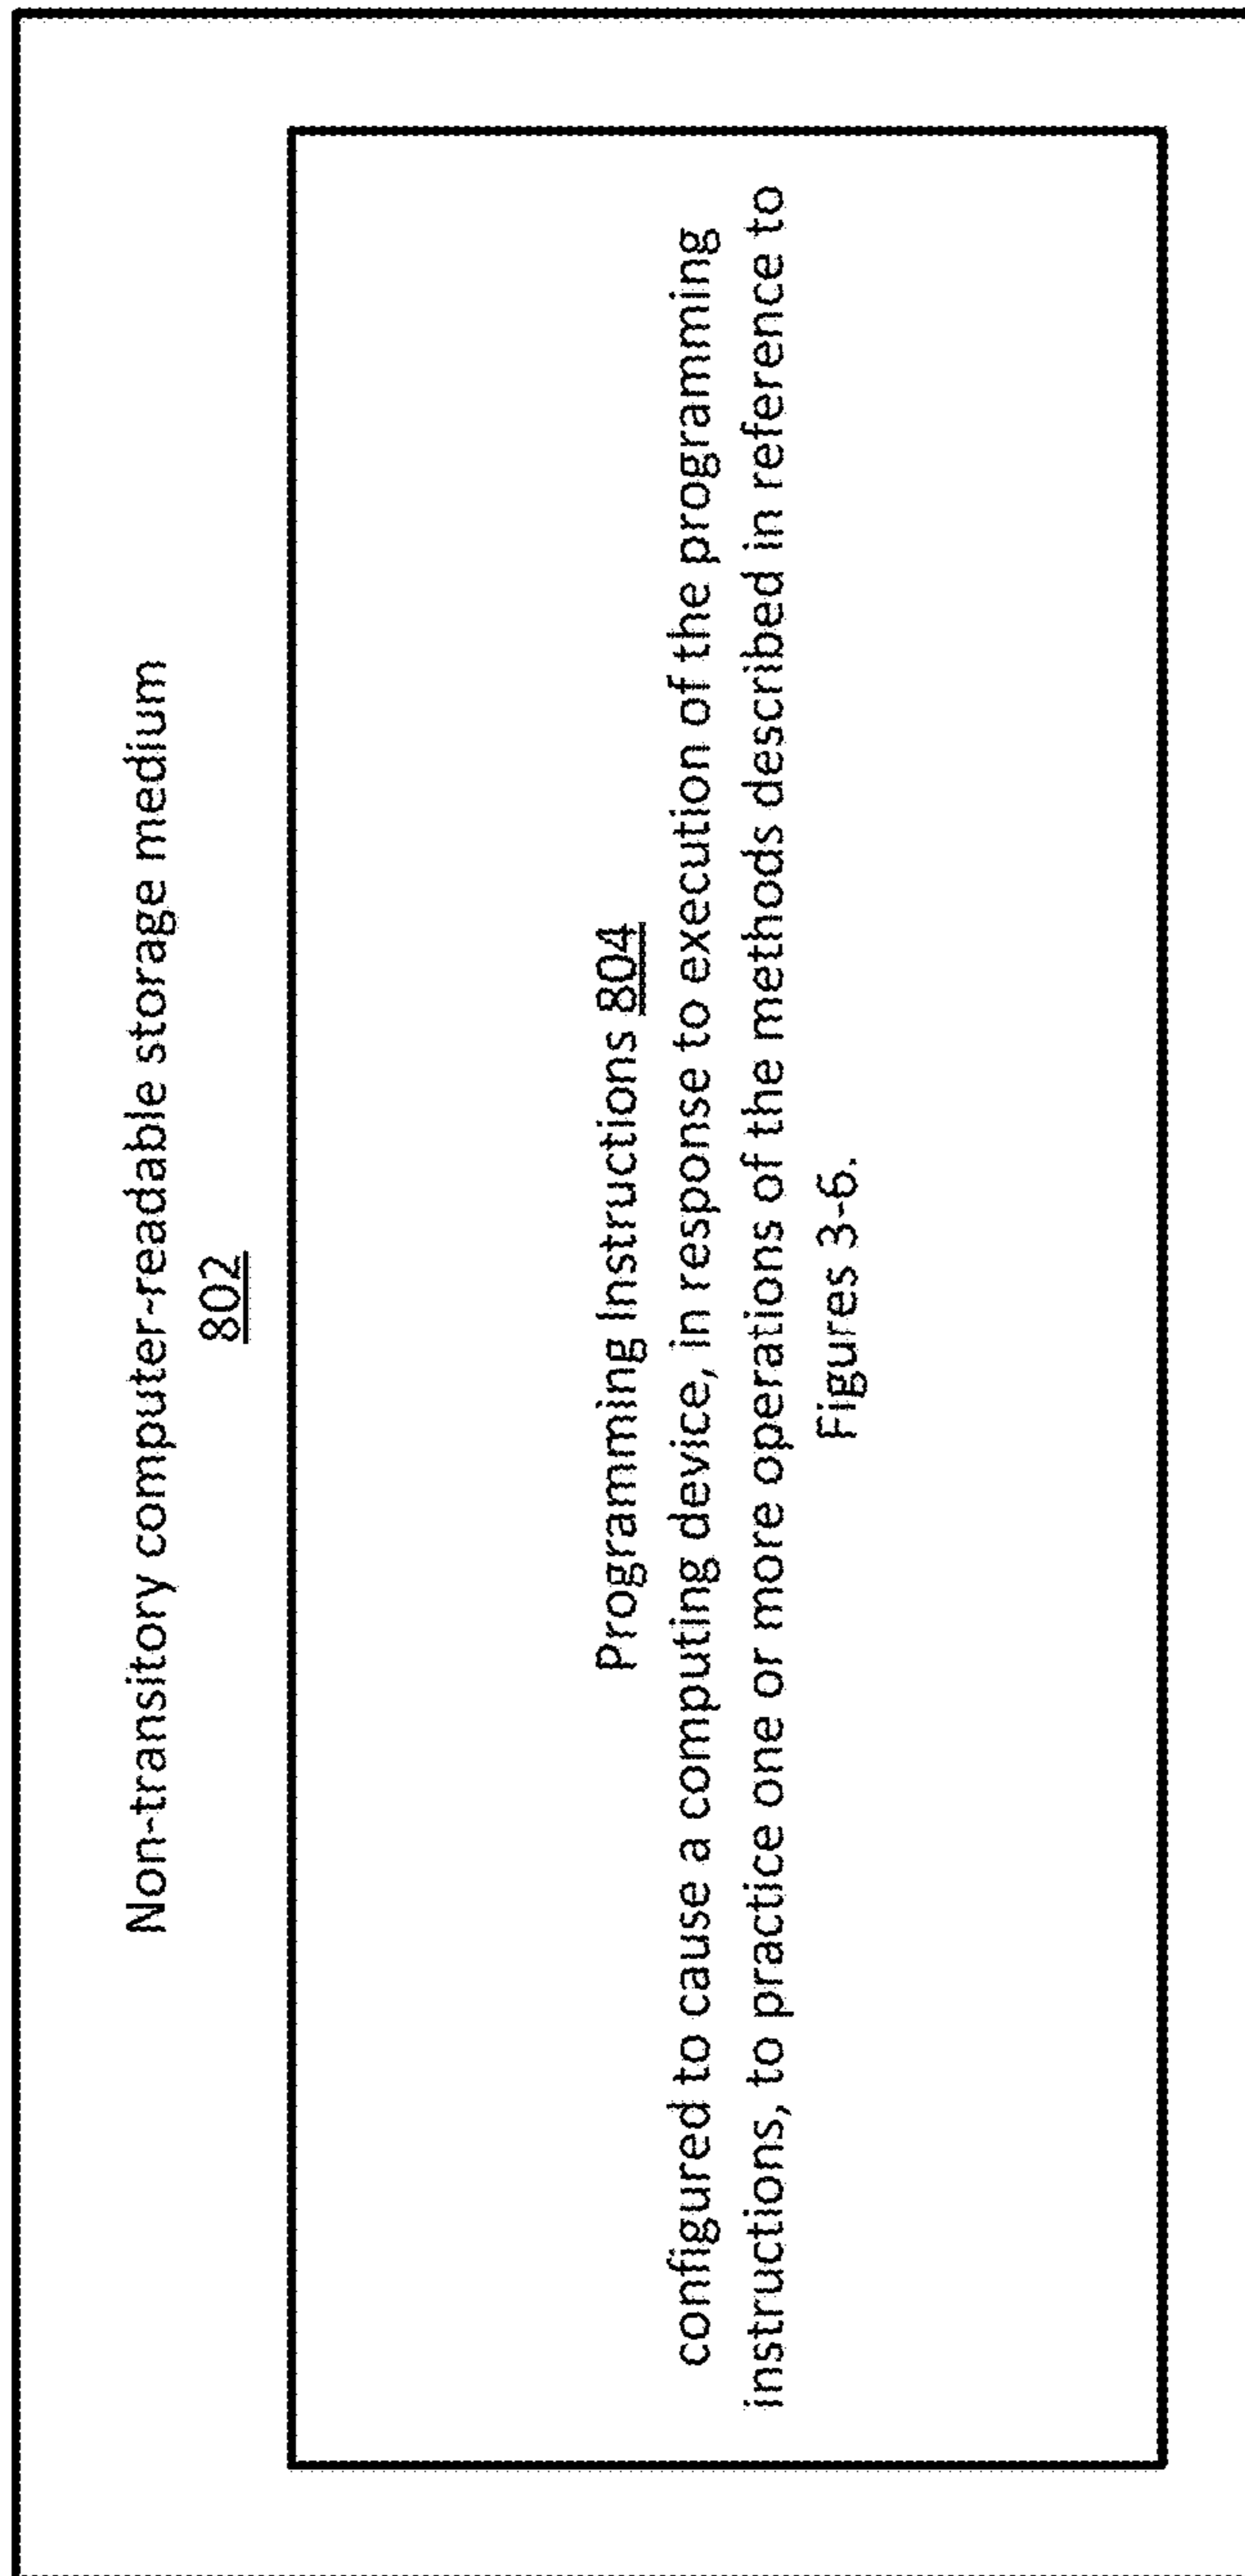 Non-transitory computer-readable storage medium
802
Programming Instructions 804
configured to cause a computing device, in response to execution of the programming
instructions, to practice one or more operations of the methods described in reference to
Figures 3-6.